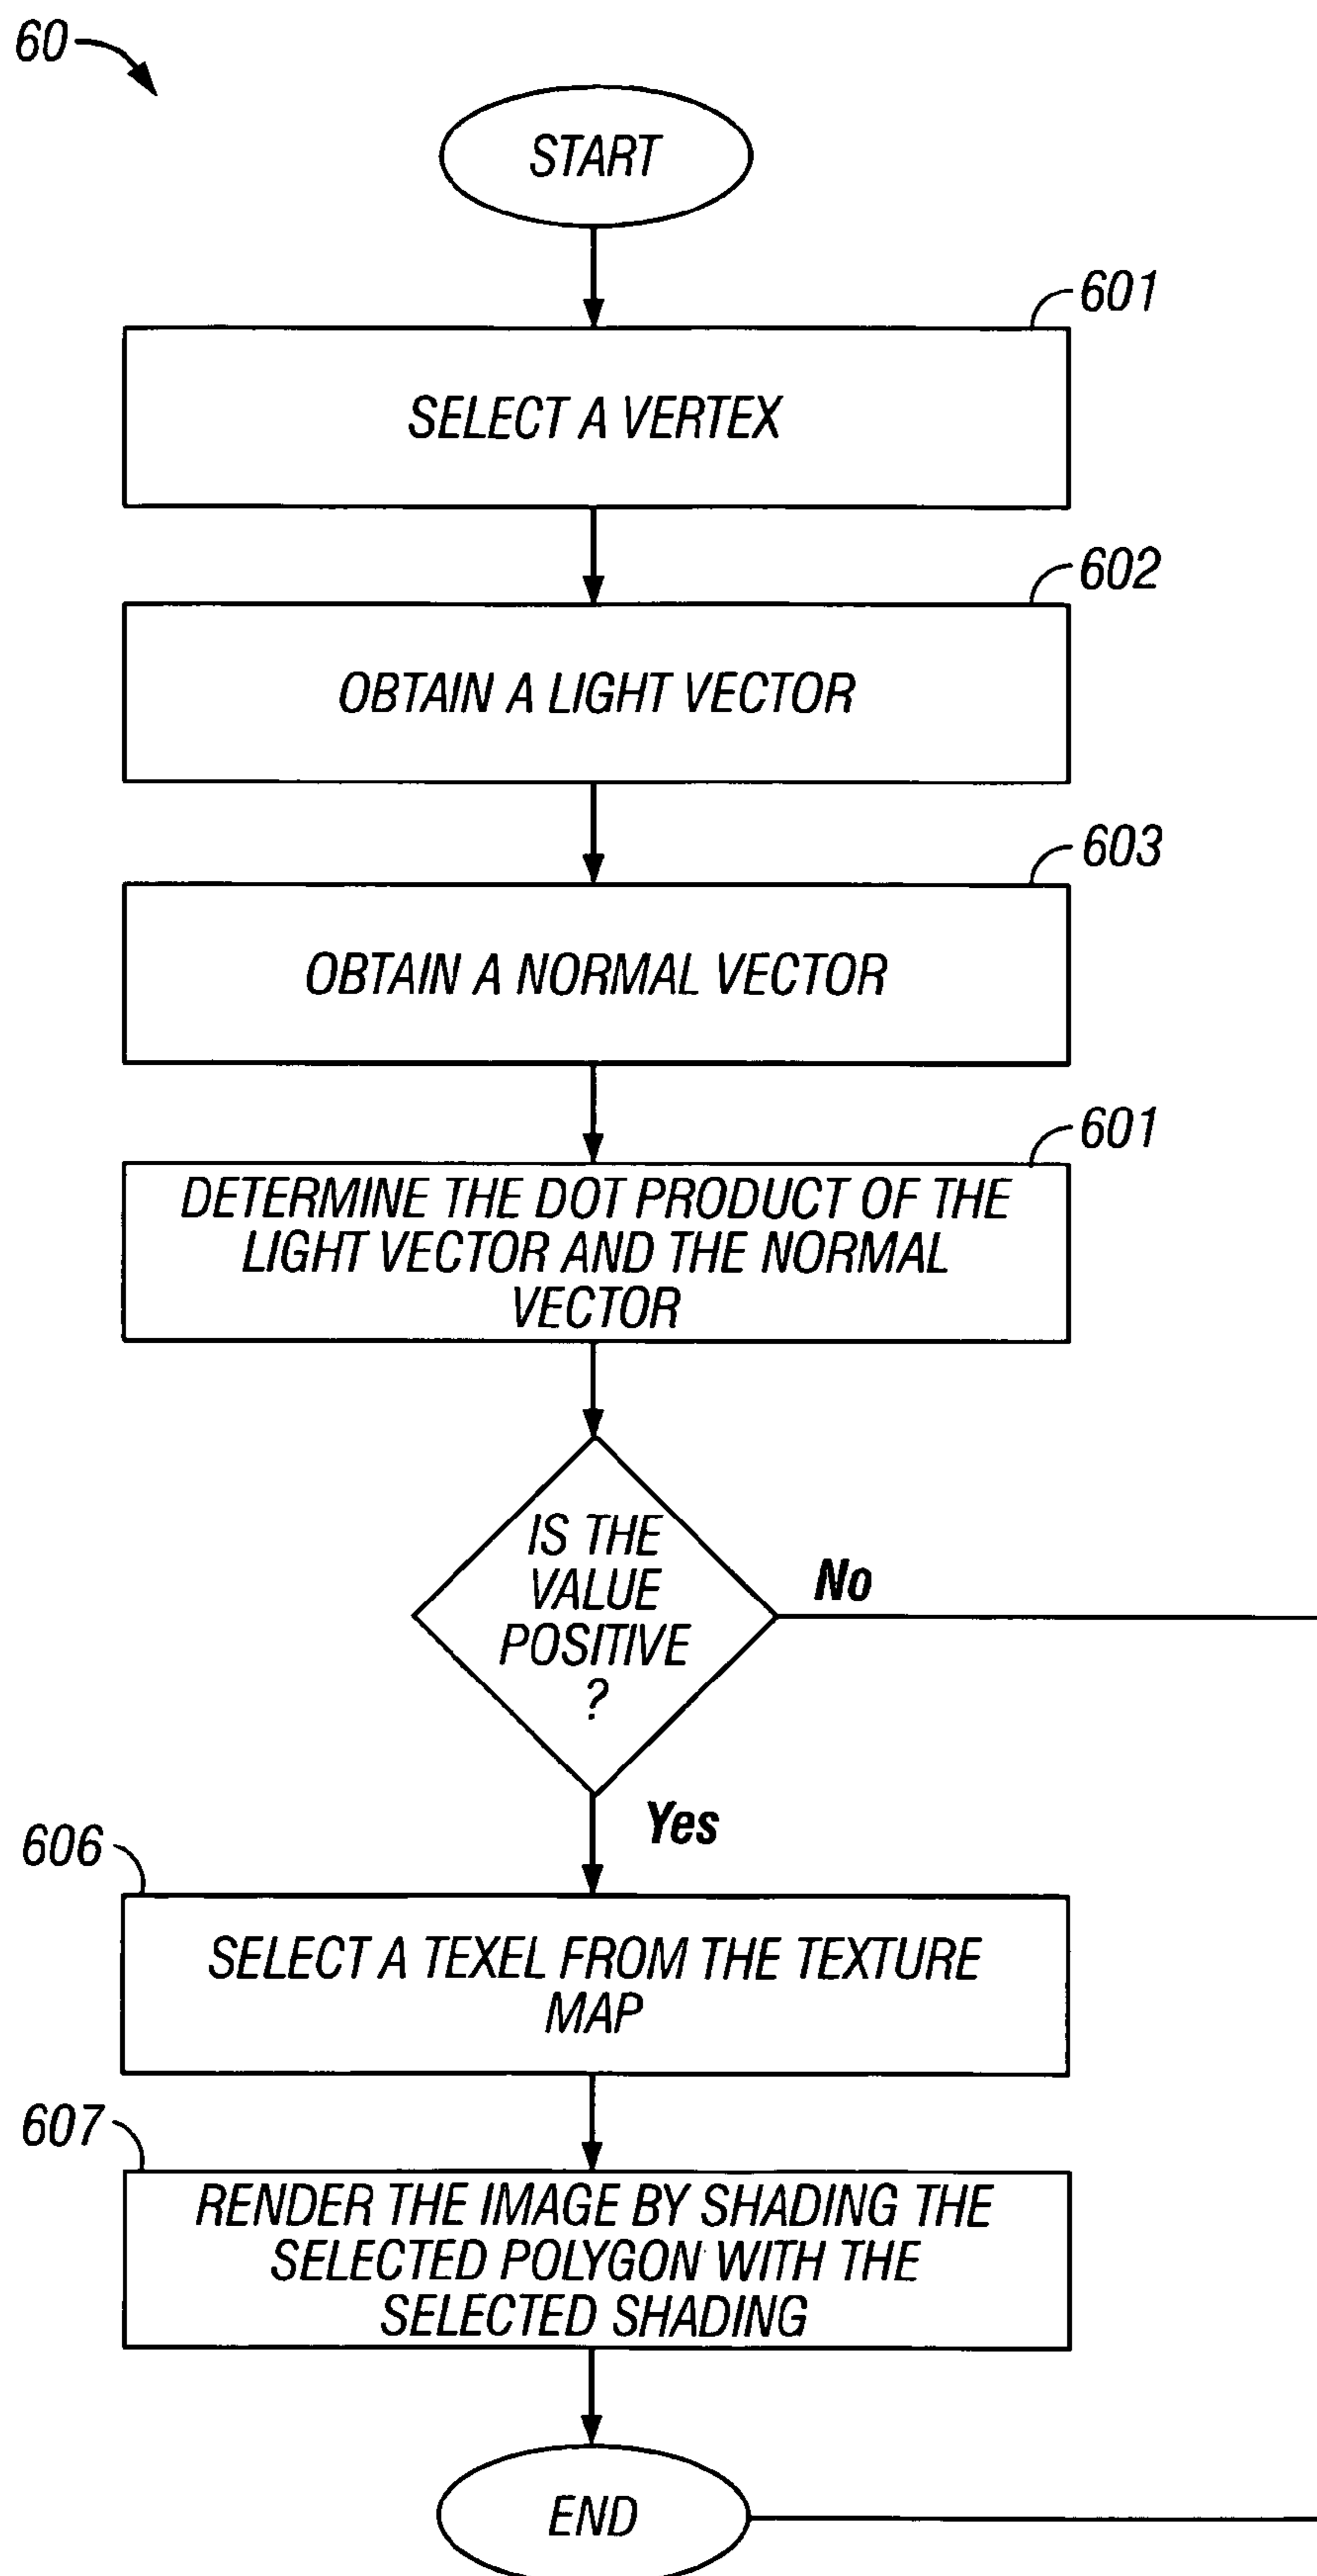 60
START
601
SELECT A VERTEX
602
OBTAIN A LIGHT VECTOR
603
OBTAIN A NORMAL VECTOR
601
DETERMINE THE DOT PRODUCT OF THE
LIGHT VECTOR AND THE NORMAL
VECTOR
IS THE
VALUE
POSITIVE
?
No
Yes
606
SELECT A TEXEL FROM THE TEXTURE
MAP
607
RENDER THE IMAGE BY SHADING THE
SELECTED POLYGON WITH THE
SELECTED SHADING
END